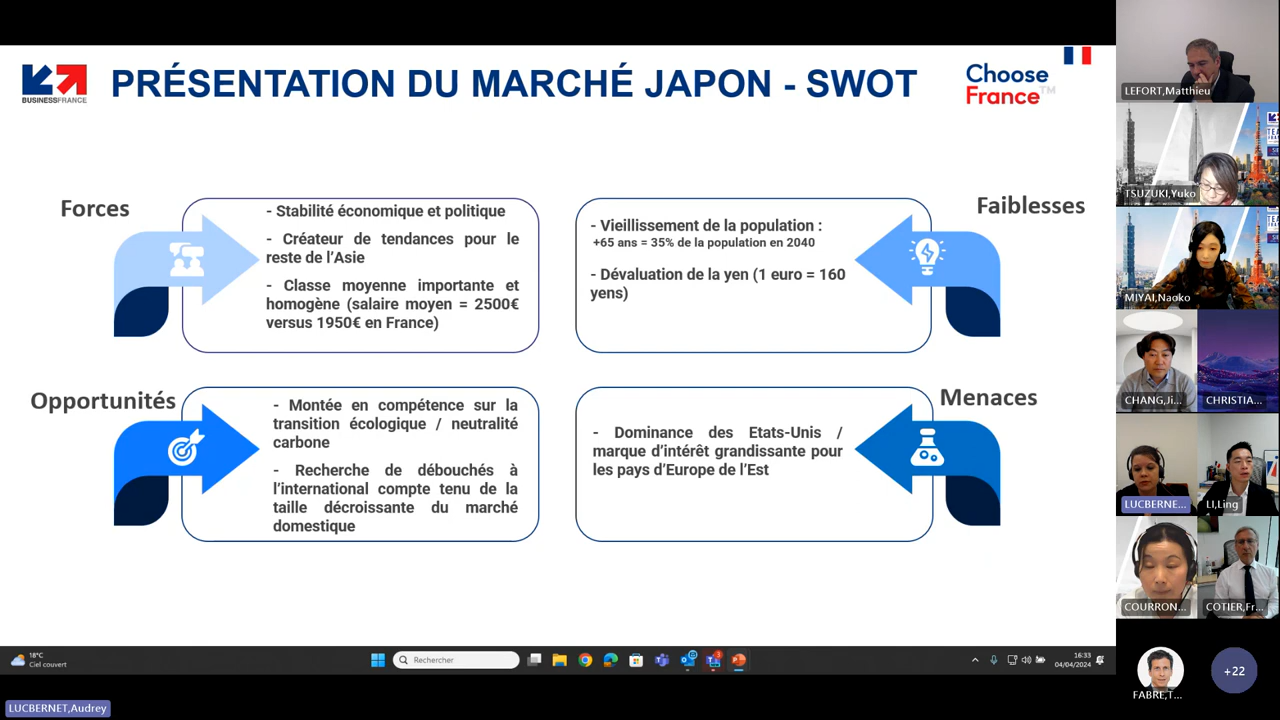 BUSINESSFRANCE
PRÉSENTATION DU MARCHÉ JAPON - SWOT
Choose
France™
Forces
- Stabilité économique et politique
- Créateur de tendances pour le
reste de l'Asie
- Classe moyenne importante et
homogène (salaire moyen = 2500€
versus 1950€ en France)
Faiblesses
- Vieillissement de la population :
+65 ans = 35% de la population en 2040
- Dévaluation de la yen (1 euro = 160
yens)
Opportunités
- Montée en compétence sur la
transition écologique / neutralité
carbone
- Recherche de débouchés à
l'international compte tenu de la
taille décroissante du marché
domestique
Menaces
- Dominance des Etats-Unis /
marque d'intérêt grandissante pour
les pays d'Europe de l'Est
LEFORT,Matthieu
TSUZUKI,Yuko
MIYAI,Naoko
CHANG,Ji...
CHRISTIA...
LUCBERNE...
LI,Ling
COURRON...
COTIER,Fr...
FABRE,T...
+22
18°C
Ciel couvert
Rechercher
16:33
04/04/2024
LUCBERNET,Audrey